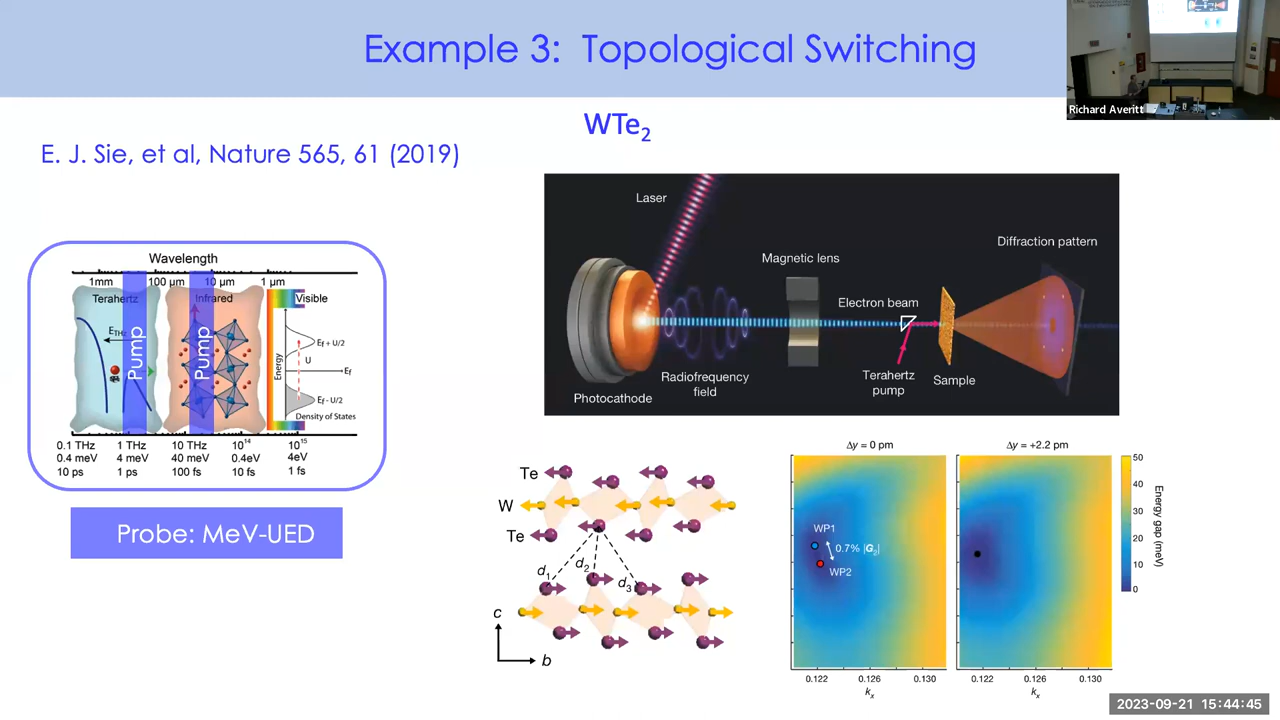 Example 3: Topological Switching
Richard Averitt
WTe₂
E. J. Sie, et al, Nature 565, 61 (2019)
Wavelength
1mm 100 μm 10 μm 1 μm
Terahertz Infrared Visible
Pump
Pump
Energy
E_f + U/2
U
E_f
E_f - U/2
Density of States
0.1 THz 1 THz 10 THz 10¹⁴ 10¹⁵
0.4 meV 4 meV 40 meV 0.4eV 4eV
10 ps 1 ps 100 fs 10 fs 1 fs
Probe: MeV-UED
Laser
Diffraction pattern
Magnetic lens
Electron beam
Radiofrequency
field
Terahertz
pump
Sample
Photocathode
Te
W
Te
d₁
d₂
d₃
c
b
Δy = 0 pm
Δy = +2.2 pm
WP1
0.7% |G₂|
WP2
0.122 0.126 0.130
kₓ
0.122 0.126 0.130
kₓ
50
40
30
20
10
0
Energy gap (meV)
2023-09-21 15:44:45